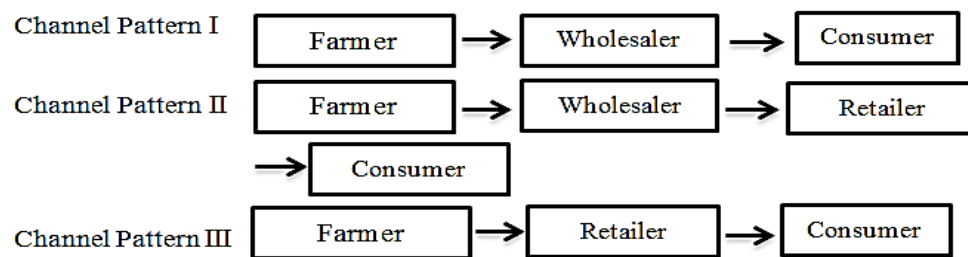 Channel Pattern I Farmer Wholesaler Consumer
Channel Pattern II Farmer Wholesaler Retailer
Consumer
Channel Pattern III Farmer Retailer Consumer